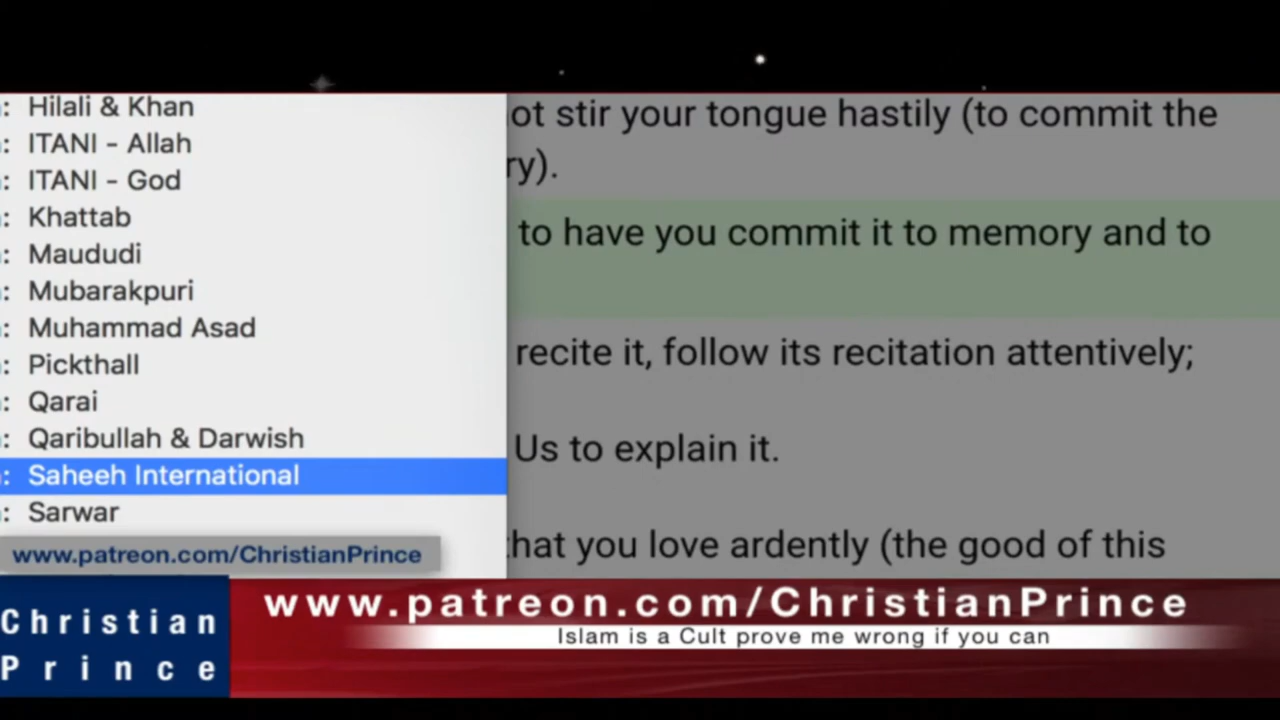 : Hilali & Khan
: ITANI - Allah
: ITANI - God
: Khattab
: Maududi
: Mubarakpuri
: Muhammad Asad
: Pickthall
: Qarai
: Qaribullah & Darwish
: Saheeh International
: Sarwar
ot stir your tongue hastily (to commit the
ry).
to have you commit it to memory and to
recite it, follow its recitation attentively;
Us to explain it.
that you love ardently (the good of this
www.patreon.com/ChristianPrince
Christian
Prince
www.patreon.com/ChristianPrince
Islam is a Cult prove me wrong if you can